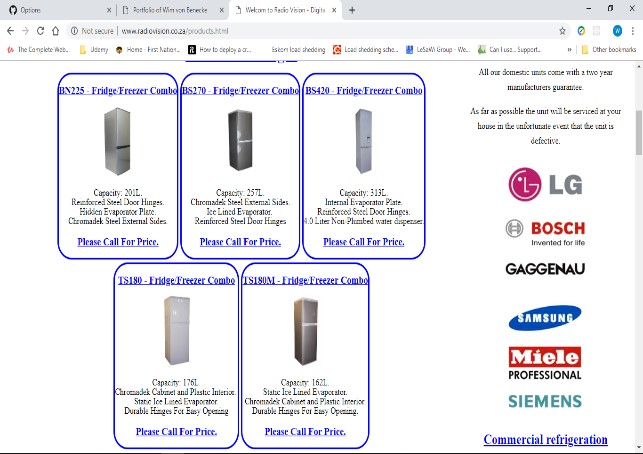 Options
Portfolio of Wim von Benecke
Welcom to Radio Vision - Digita
Not secure
www.radiovision.co.za/products.html
The Complete Web...
Udemy
Home - First Nation...
How to deploy a cr...
Eskom load shedding
Load shedding sche...
LeSaWi Group - We...
Can I use... Support...
Other bookmarks
BN225 - Fridge/Freezer Combo
Capacity: 201L.
Reinforced Steel Door Hinges.
Hidden Evaporator Plate.
Chromadek Steel External Sides.
Please Call For Price.
BS270 - Fridge/Freezer Combo
Capacity: 257L.
Chromadek Steel External Sides.
Ice Lined Evaporator.
Reinforced Steel Door Hinges
Please Call For Price.
BS420 - Fridge/Freezer Combo
Capacity: 313L.
Internal Evaporator Plate.
Reinforced Steel Door Hinges.
4.0 Liter Non-Plumbed water dispenser.
Please Call For Price.
TS180 - Fridge/Freezer Combo
Capacity: 176L.
Chromadek Cabinet and Plastic Interior.
Static Ice Lined Evaporator.
Durable Hinges For Easy Opening
Please Call For Price.
TS180M - Fridge/Freezer Combo
Capacity: 162L.
Static Ice Lined Evaporator.
Chromadek Cabinet and Plastic Interior.
Durable Hinges For Easy Opening.
Please Call For Price.
All our domestic units come with a two year
manufacturers guarantee.
As far as possible the unit will be serviced at your
house in the unfortunate event that the unit is
defective.
LG
BOSCH
Invented for life
GAGGENAU
SAMSUNG
Miele
PROFESSIONAL
SIEMENS
Commercial refrigeration